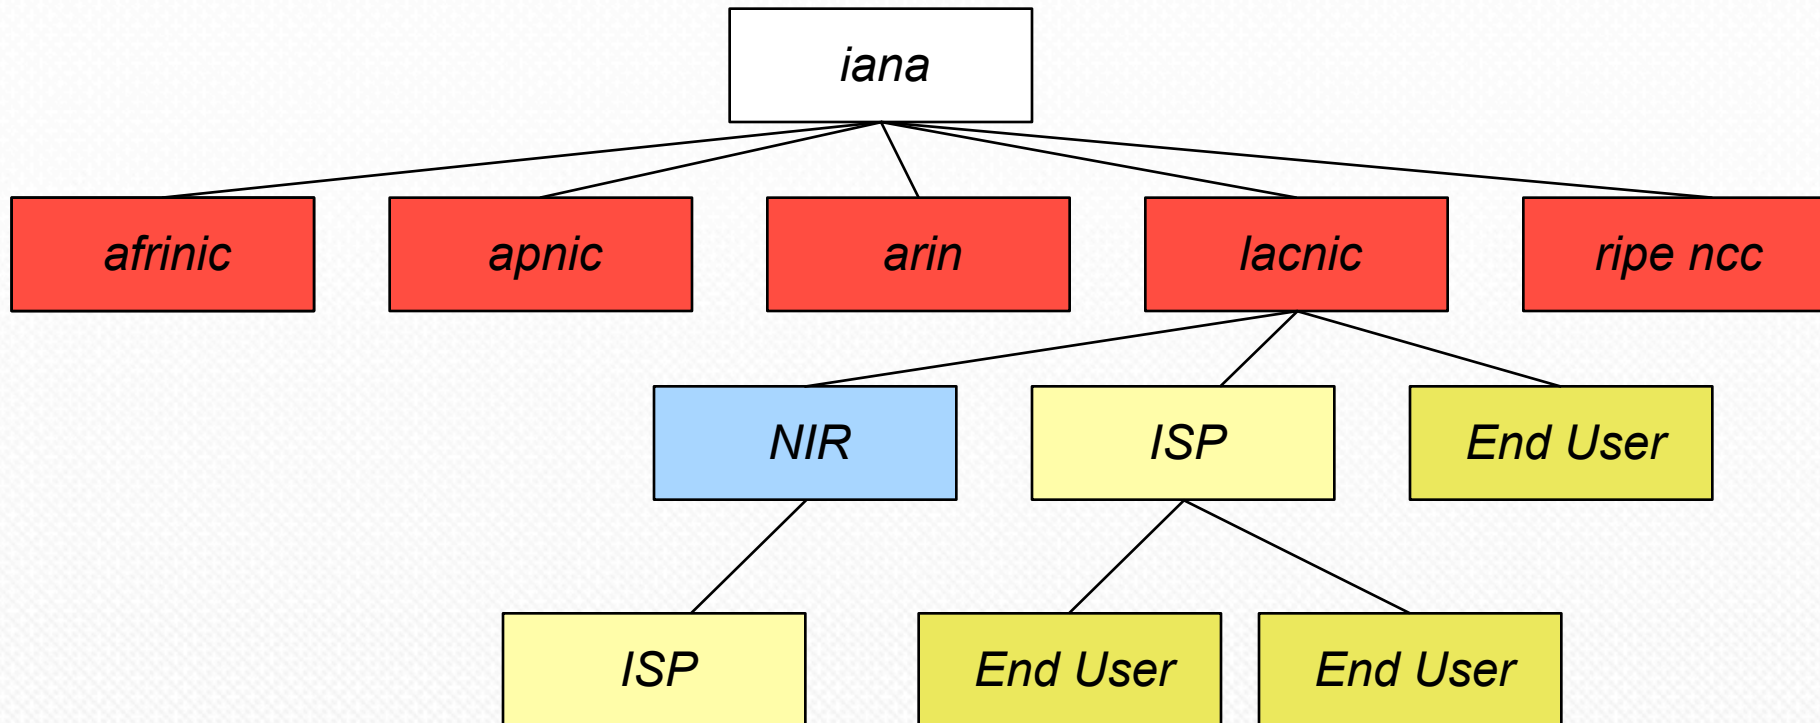 iana
afrinic
apnic
arin
lacnic
ripe ncc
NIR
ISP
End User
ISP
End User
End User